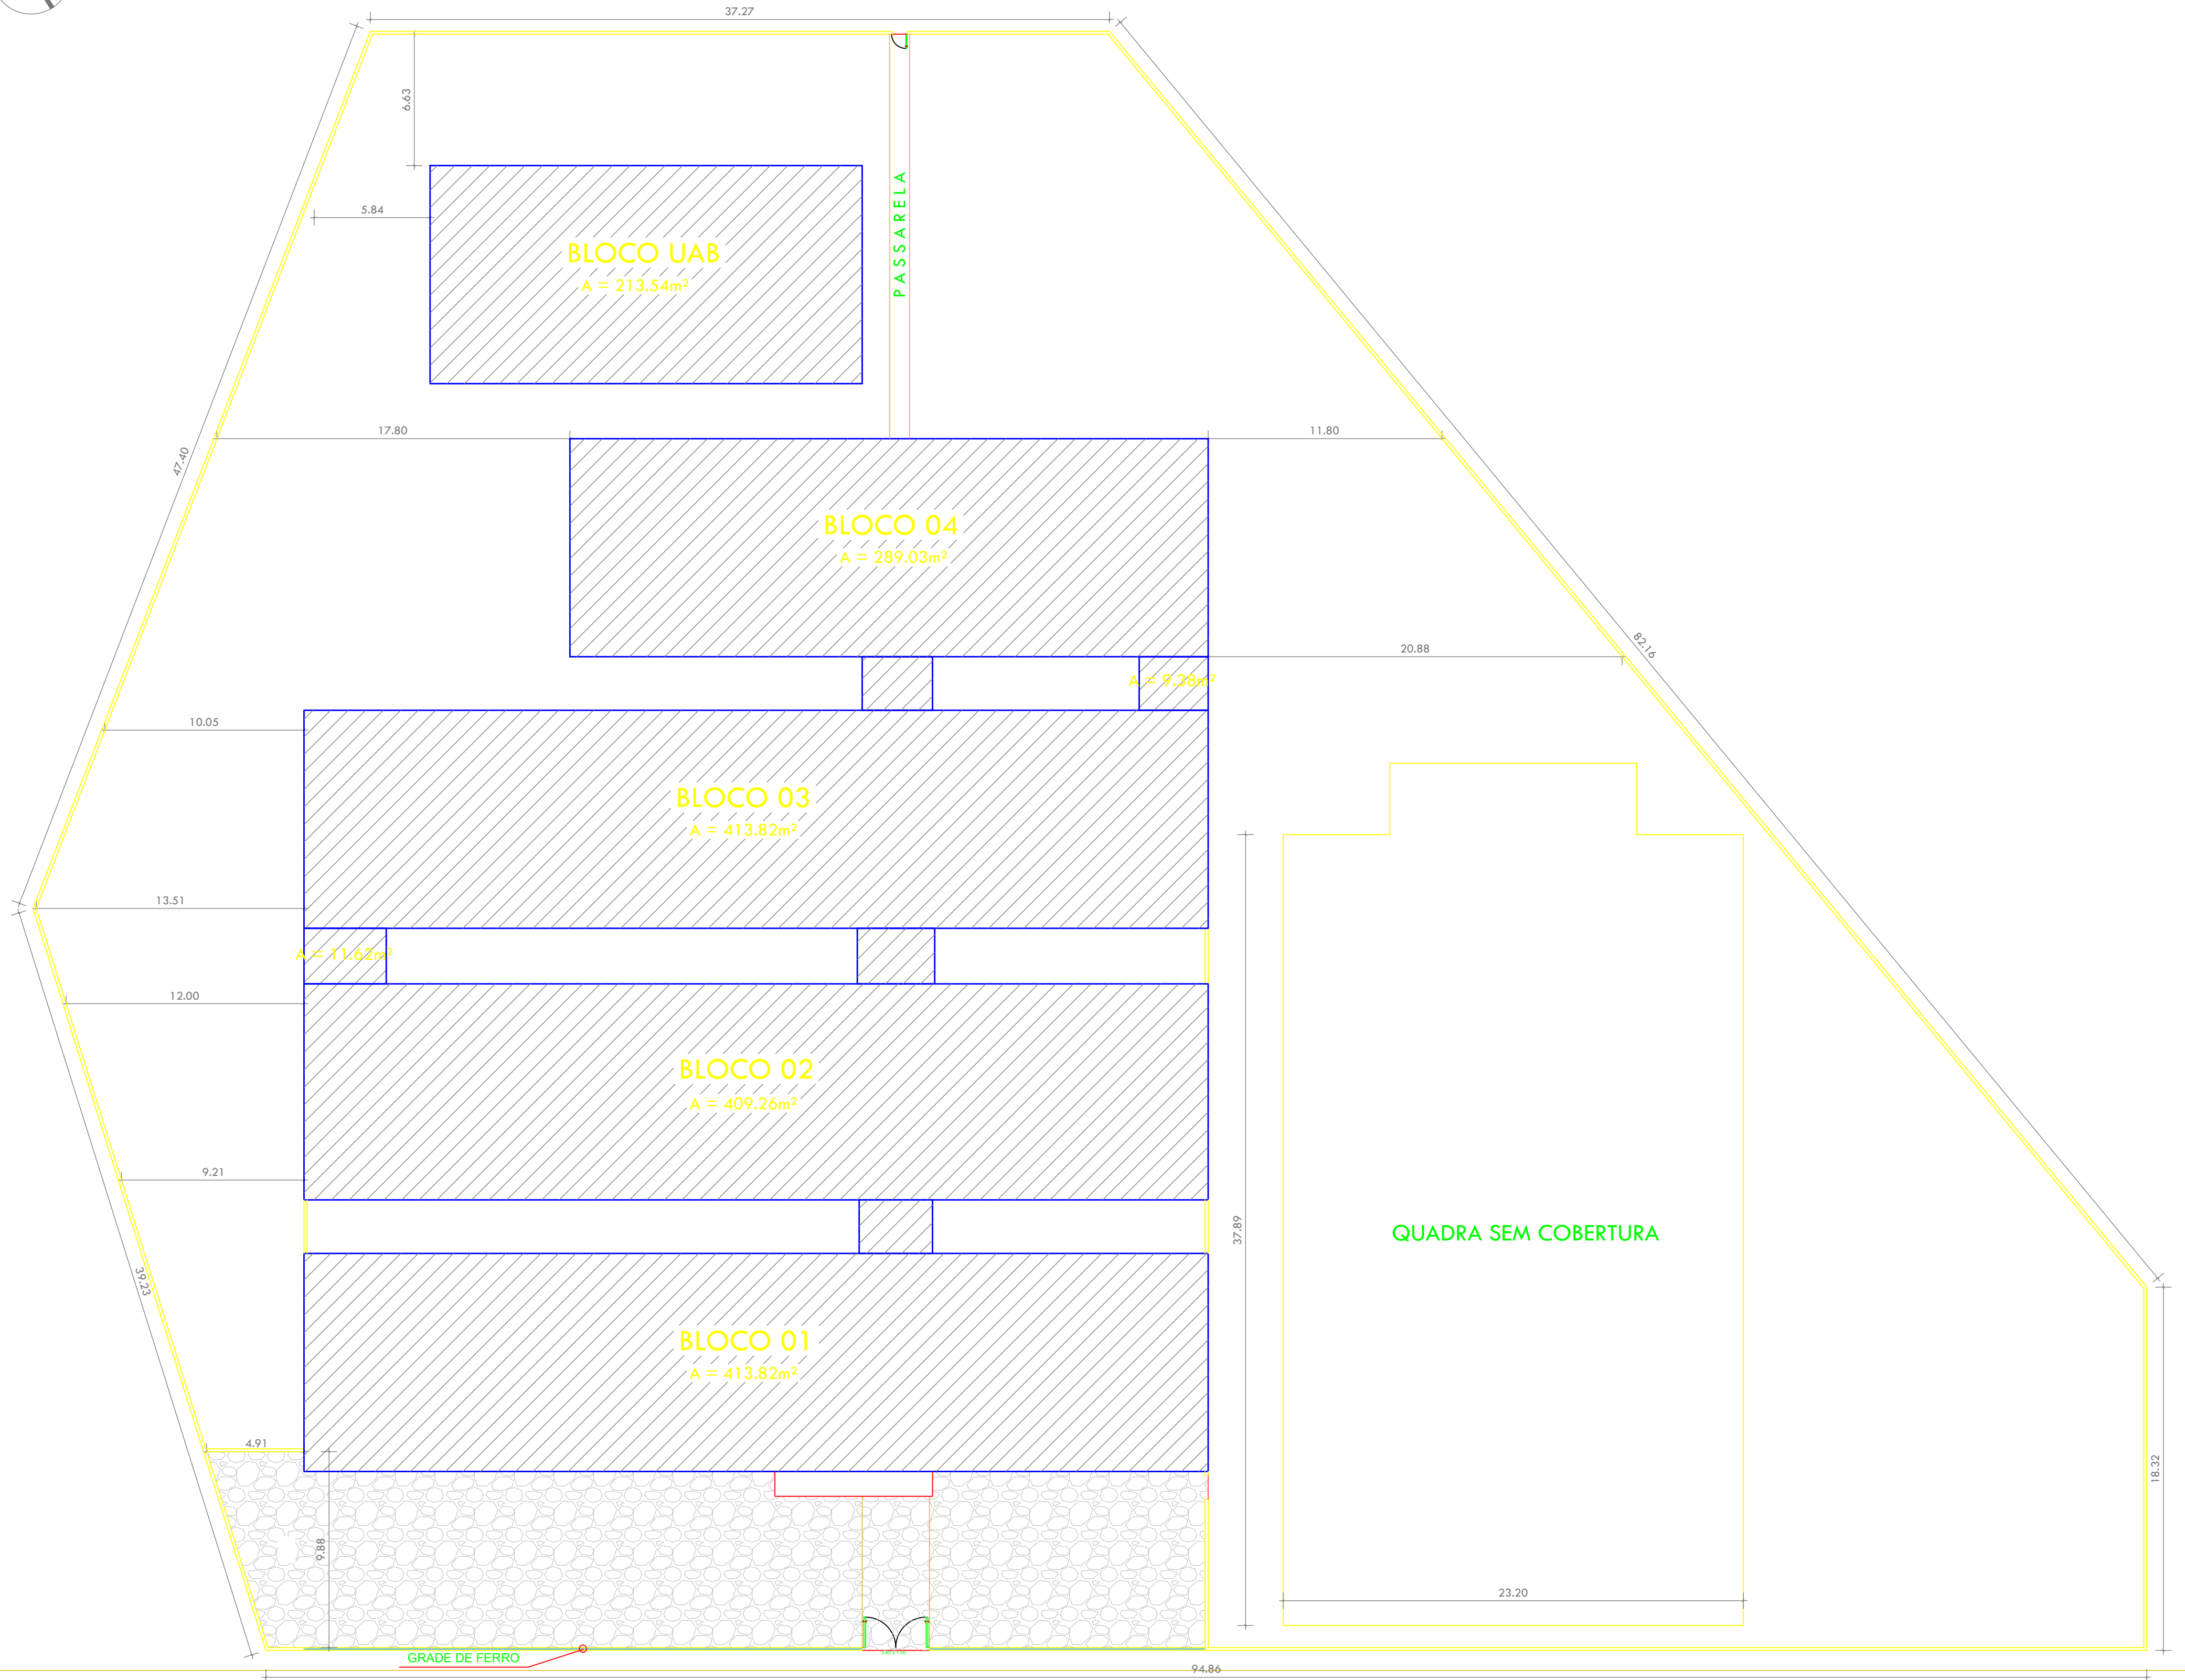 37.27
6.63
5.84
BLOCO UAB
A = 213.54m²
PASSARELA
17.80
11.80
47.40
BLOCO 04
A = 289.03m²
82.16
20.88
A = 9.38m²
10.05
BLOCO 03
A = 413.82m²
13.51
A = 11.62m²
12.00
BLOCO 02
A = 409.26m²
9.21
37.89
QUADRA SEM COBERTURA
39.23
BLOCO 01
A = 413.82m²
4.91
18.32
9.88
23.20
GRADE DE FERRO
94.86